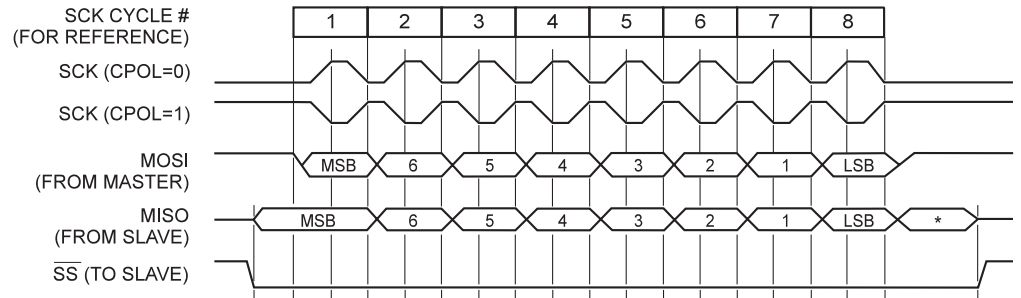 SCK CYCLE # 1 2 3 4 5 6 7 8
(FOR REFERENCE)
SCK (CPOL=0)
SCK (CPOL=1)
MOSI MSB 6 5 4 3 2 1 LSB
(FROM MASTER)
MISO MSB 6 5 4 3 2 1 LSB *
(FROM SLAVE)
SS (TO SLAVE)